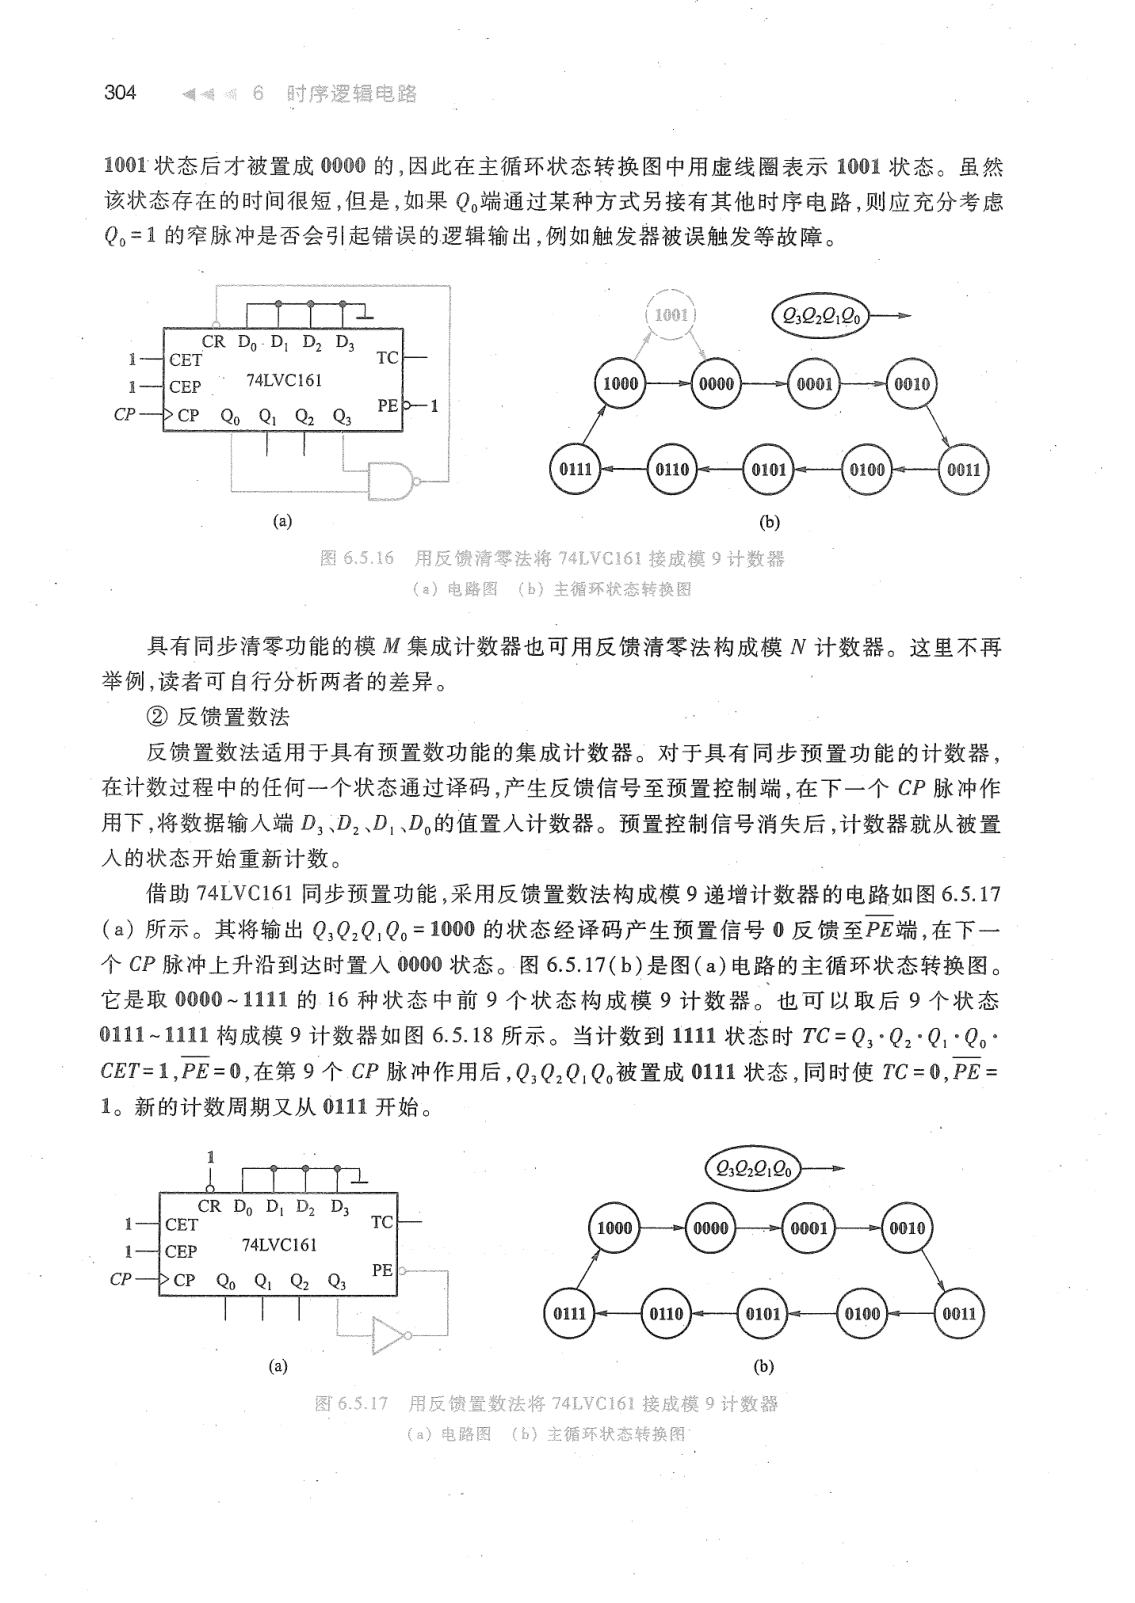 304 6 时序逻辑电路
1001 状态后才被置成 0000 的,因此在主循环状态转换图中用虚线圈表示 1001 状态。虽然
该状态存在的时间很短,但是,如果 Q₀端通过某种方式另接有其他时序电路,则应充分考虑
Q₀=1 的窄脉冲是否会引起错误的逻辑输出,例如触发器被误触发等故障。
CR D₀ D₁ D₂ D₃
1 CET TC
1 CEP 74LVC161
CP CP Q₀ Q₁ Q₂ Q₃ PE 1
(a)
1001 Q₃Q₂Q₁Q₀
1000 0000 0001 0010
0111 0110 0101 0100 0011
(b)
图 6.5.16 用反馈清零法将 74LVC161 接成模 9 计数器
(a) 电路图 (b) 主循环状态转换图
具有同步清零功能的模 M 集成计数器也可用反馈清零法构成模 N 计数器。这里不再
举例,读者可自行分析两者的差异。
② 反馈置数法
反馈置数法适用于具有预置数功能的集成计数器。对于具有同步预置功能的计数器,
在计数过程中的任何一个状态通过译码,产生反馈信号至预置控制端,在下一个 CP 脉冲作
用下,将数据输入端 D₃、D₂、D₁、D₀的值置入计数器。预置控制信号消失后,计数器就从被置
入的状态开始重新计数。
借助 74LVC161 同步预置功能,采用反馈置数法构成模 9 递增计数器的电路如图 6.5.17
(a) 所示。其将输出 Q₃Q₂Q₁Q₀=1000 的状态经译码产生预置信号 0 反馈至P̅E̅端,在下一
个 CP 脉冲上升沿到达时置入 0000 状态。图 6.5.17(b)是图(a)电路的主循环状态转换图。
它是取 0000~1111 的 16 种状态中前 9 个状态构成模 9 计数器。也可以取后 9 个状态
0111~1111 构成模 9 计数器如图 6.5.18 所示。当计数到 1111 状态时 TC=Q₃·Q₂·Q₁·Q₀·
CET=1,P̅E̅=0,在第 9 个 CP 脉冲作用后,Q₃Q₂Q₁Q₀被置成 0111 状态,同时使 TC=0,P̅E̅=
1。新的计数周期又从 0111 开始。
1
CR D₀ D₁ D₂ D₃
1 CET TC
1 CEP 74LVC161
CP CP Q₀ Q₁ Q₂ Q₃ PE
(a)
Q₃Q₂Q₁Q₀
1000 0000 0001 0010
0111 0110 0101 0100 0011
(b)
图 6.5.17 用反馈置数法将 74LVC161 接成模 9 计数器
(a) 电路图 (b) 主循环状态转换图